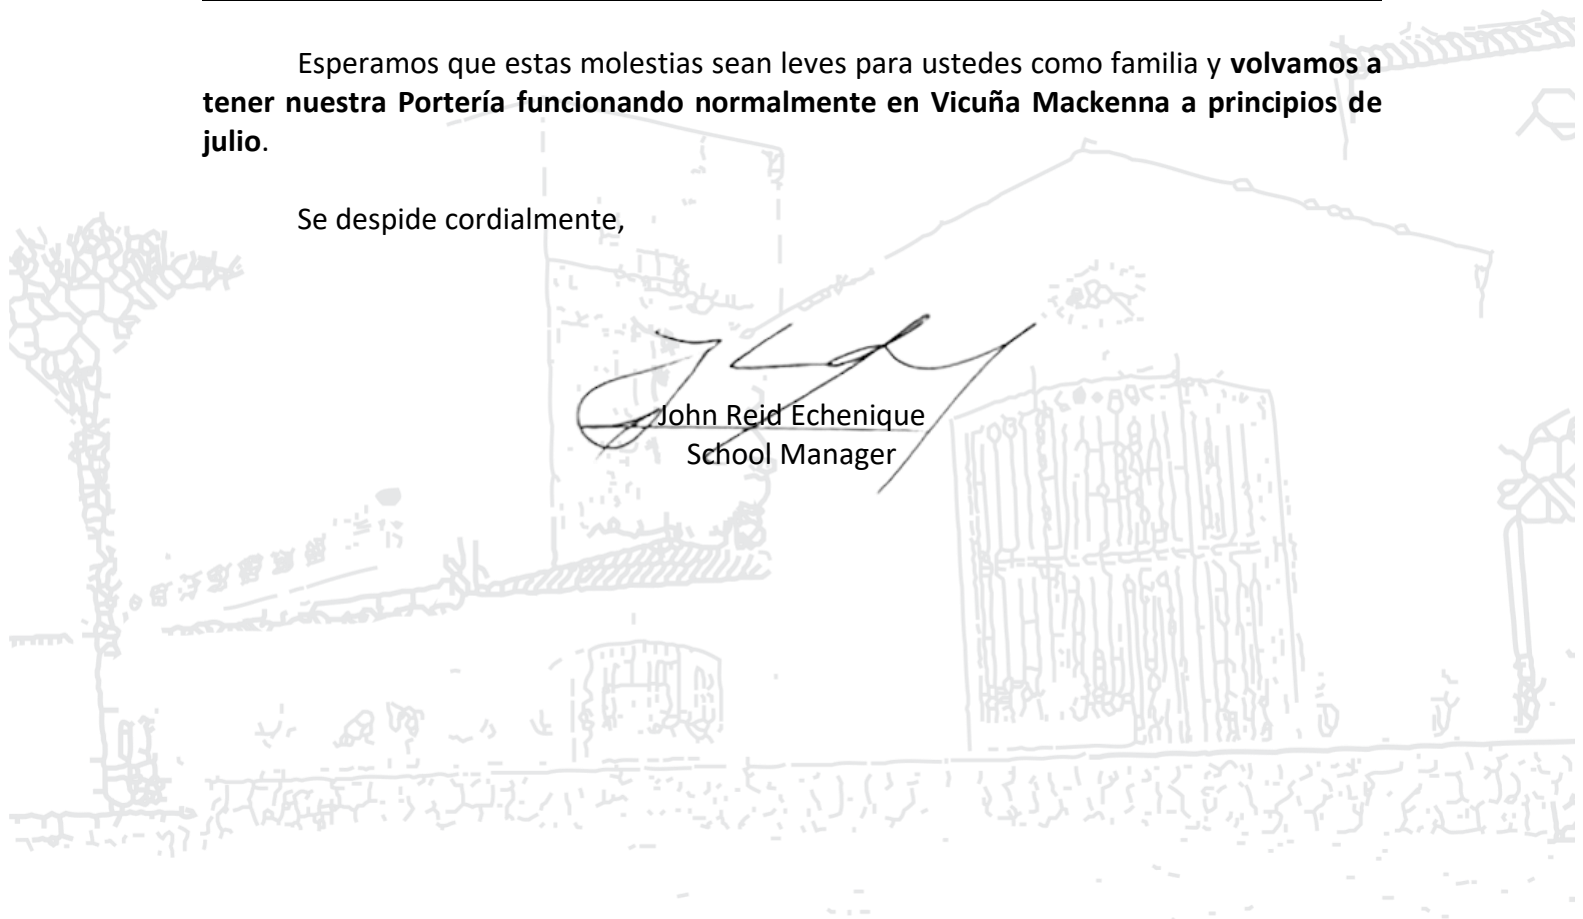 Esperamos que estas molestias sean leves para ustedes como familia y volvamos a
tener nuestra Portería funcionando normalmente en Vicuña Mackenna a principios de
julio.
Se despide cordialmente,
John Reid Echenique
School Manager